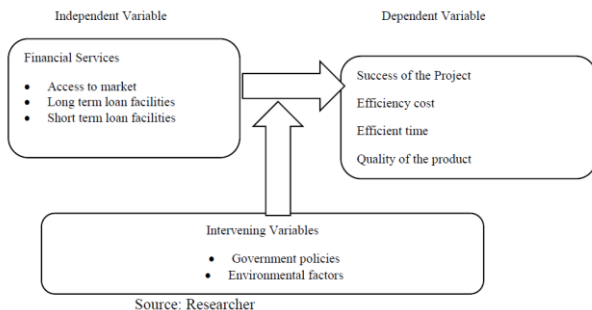 Independent Variable
Dependent Variable
Financial Services
• Access to market
• Long term loan facilities
• Short term loan facilities
Success of the Project
Efficiency cost
Efficient time
Quality of the product
Intervening Variables
• Government policies
• Environmental factors
Source: Researcher